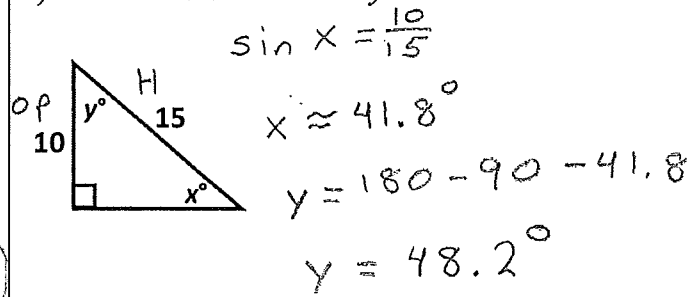 sin x = 10/15
H
op
y°
15
10
x ≈ 41.8°
x°
y = 180 - 90 - 41.8
y = 48.2°